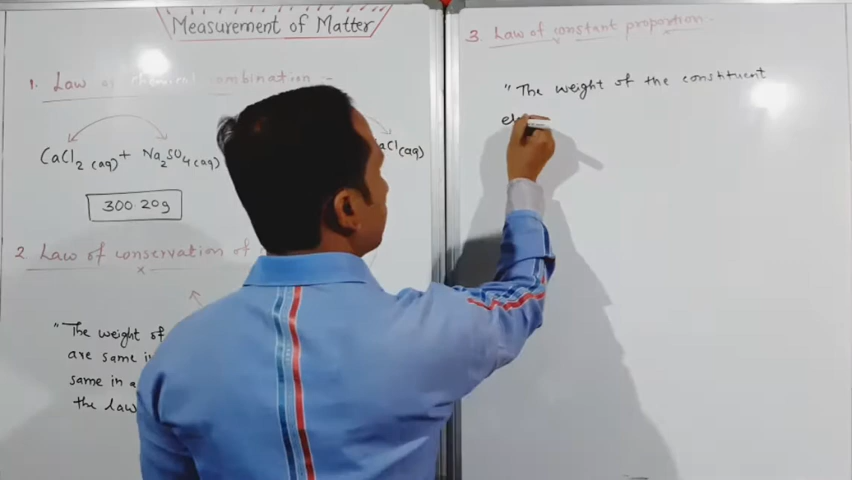 Measurement of Matter
1. Law of chemical combination :-
CaCl2 (aq) + Na2SO4 (aq)
aCl (aq)
300.20g
2. Law of conservation of
"The weight of
are same i
same in a
the law
3. Law of constant proportion.
"The weight of the constituent
el